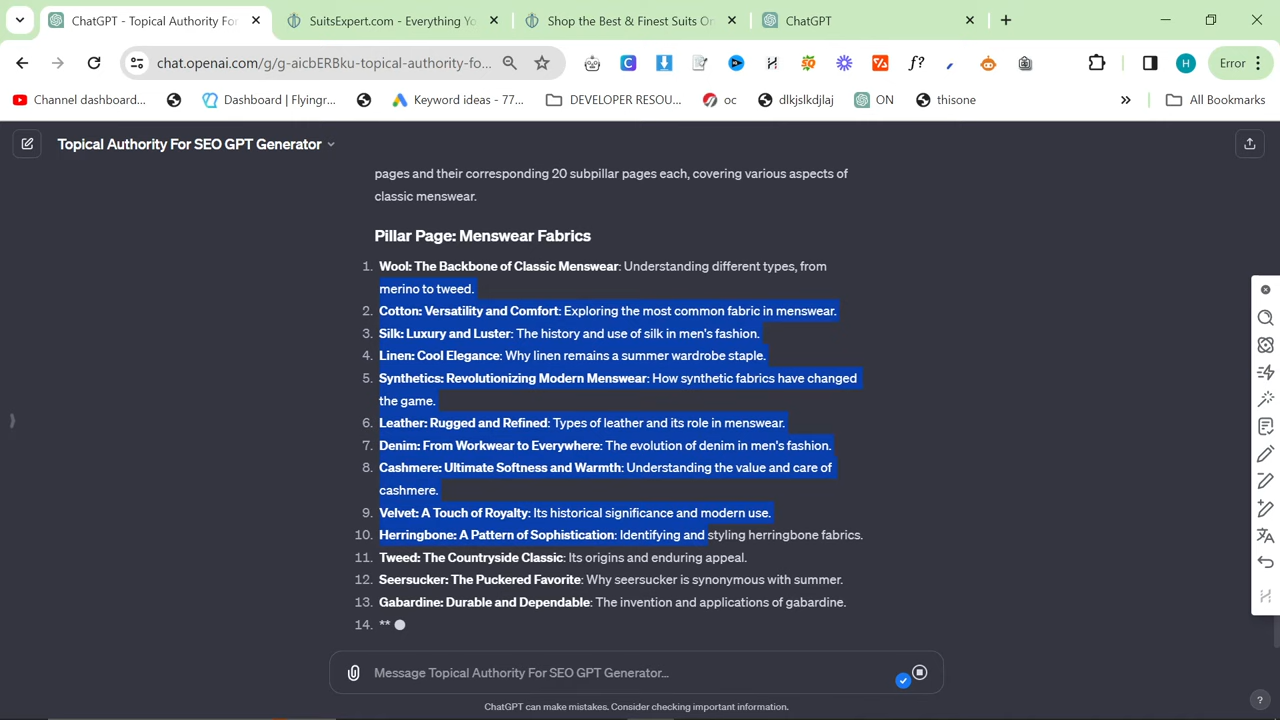 ChatGPT - Topical Authority For
SuitsExpert.com - Everything Yo
Shop the Best & Finest Suits On
ChatGPT
chat.openai.com/g/g-aicbERBku-topical-authority-fo...
Error
Channel dashboard...
Dashboard | Flyingr...
Keyword ideas - 77...
DEVELOPER RESOU...
oc
dlkjslkdjlaj
ON
thisone
All Bookmarks
Topical Authority For SEO GPT Generator
pages and their corresponding 20 subpillar pages each, covering various aspects of
classic menswear.
Pillar Page: Menswear Fabrics
1. Wool: The Backbone of Classic Menswear: Understanding different types, from
merino to tweed.
2. Cotton: Versatility and Comfort: Exploring the most common fabric in menswear.
3. Silk: Luxury and Luster: The history and use of silk in men's fashion.
4. Linen: Cool Elegance: Why linen remains a summer wardrobe staple.
5. Synthetics: Revolutionizing Modern Menswear: How synthetic fabrics have changed
the game.
6. Leather: Rugged and Refined: Types of leather and its role in menswear.
7. Denim: From Workwear to Everywhere: The evolution of denim in men's fashion.
8. Cashmere: Ultimate Softness and Warmth: Understanding the value and care of
cashmere.
9. Velvet: A Touch of Royalty: Its historical significance and modern use.
10. Herringbone: A Pattern of Sophistication: Identifying and styling herringbone fabrics.
11. Tweed: The Countryside Classic: Its origins and enduring appeal.
12. Seersucker: The Puckered Favorite: Why seersucker is synonymous with summer.
13. Gabardine: Durable and Dependable: The invention and applications of gabardine.
14. **
Message Topical Authority For SEO GPT Generator...
ChatGPT can make mistakes. Consider checking important information.